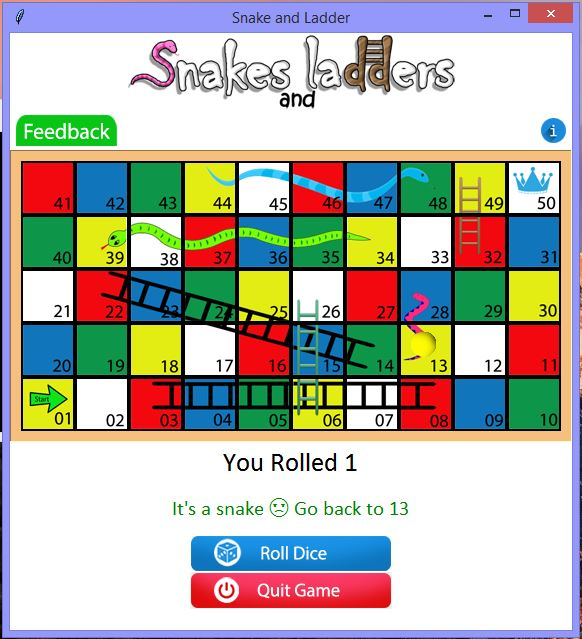 Snake and Ladder
Snakes and ladders
Feedback
i
41 42 43 44 45 46 47 48 49 50
40 39 38 37 36 35 34 33 32 31
21 22 23 24 25 26 27 28 29 30
20 19 18 17 16 15 14 13 12 11
Start
01 02 03 04 05 06 07 08 09 10
You Rolled 1
It's a snake ☹ Go back to 13
Roll Dice
Quit Game